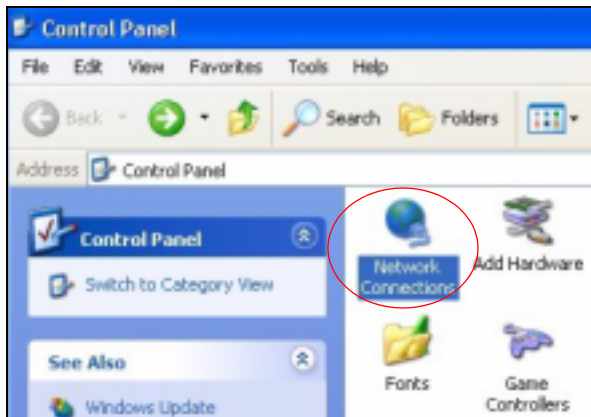 Control Panel
File Edit View Favorites Tools Help
Back Search Folders
Address Control Panel
Control Panel
Switch to Category View
See Also
Windows Update
Network
Connections
Add Hardware
Fonts
Game
Controllers